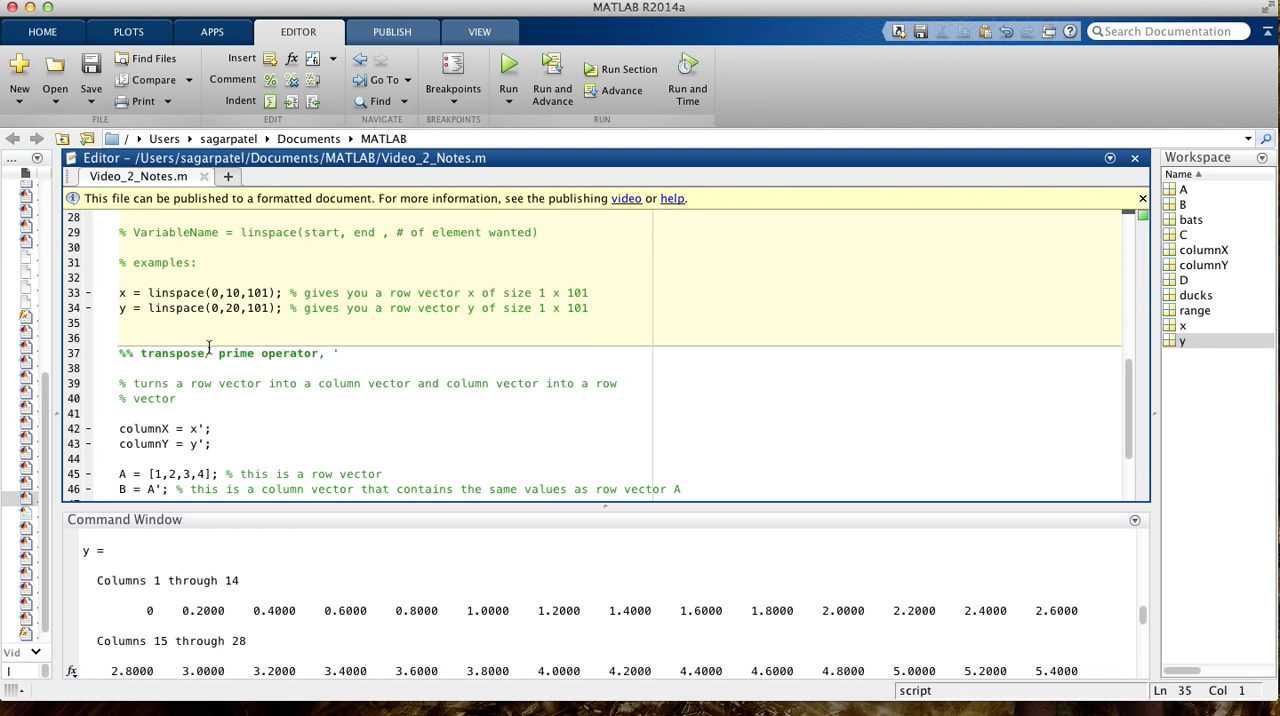 MATLAB R2014a
HOME PLOTS APPS EDITOR PUBLISH VIEW Search Documentation
New Open Save Find Files Compare Print
Insert fx Comment % Indent
Go To Find
Breakpoints
Run Run and Advance Run Section Advance Run and Time
FILE EDIT NAVIGATE BREAKPOINTS RUN
/ Users sagarpatel Documents MATLAB
... Editor - /Users/sagarpatel/Documents/MATLAB/Video_2_Notes.m
Video_2_Notes.m × +
This file can be published to a formatted document. For more information, see the publishing video or help.
28
29 % VariableName = linspace(start, end , # of element wanted)
30
31 % examples:
32
33 - x = linspace(0,10,101); % gives you a row vector x of size 1 x 101
34 - y = linspace(0,20,101); % gives you a row vector y of size 1 x 101
35
36
37 %% transpose/ prime operator, '
38
39 % turns a row vector into a column vector and column vector into a row
40 % vector
41
42 - columnX = x';
43 - columnY = y';
44
45 - A = [1,2,3,4]; % this is a row vector
46 - B = A'; % this is a column vector that contains the same values as row vector A
Command Window
y =
Columns 1 through 14
0 0.2000 0.4000 0.6000 0.8000 1.0000 1.2000 1.4000 1.6000 1.8000 2.0000 2.2000 2.4000 2.6000
Columns 15 through 28
fx 2.8000 3.0000 3.2000 3.4000 3.6000 3.8000 4.0000 4.2000 4.4000 4.6000 4.8000 5.0000 5.2000 5.4000
Workspace
Name
A
B
bats
C
columnX
columnY
D
ducks
range
x
y
Vid
script Ln 35 Col 1